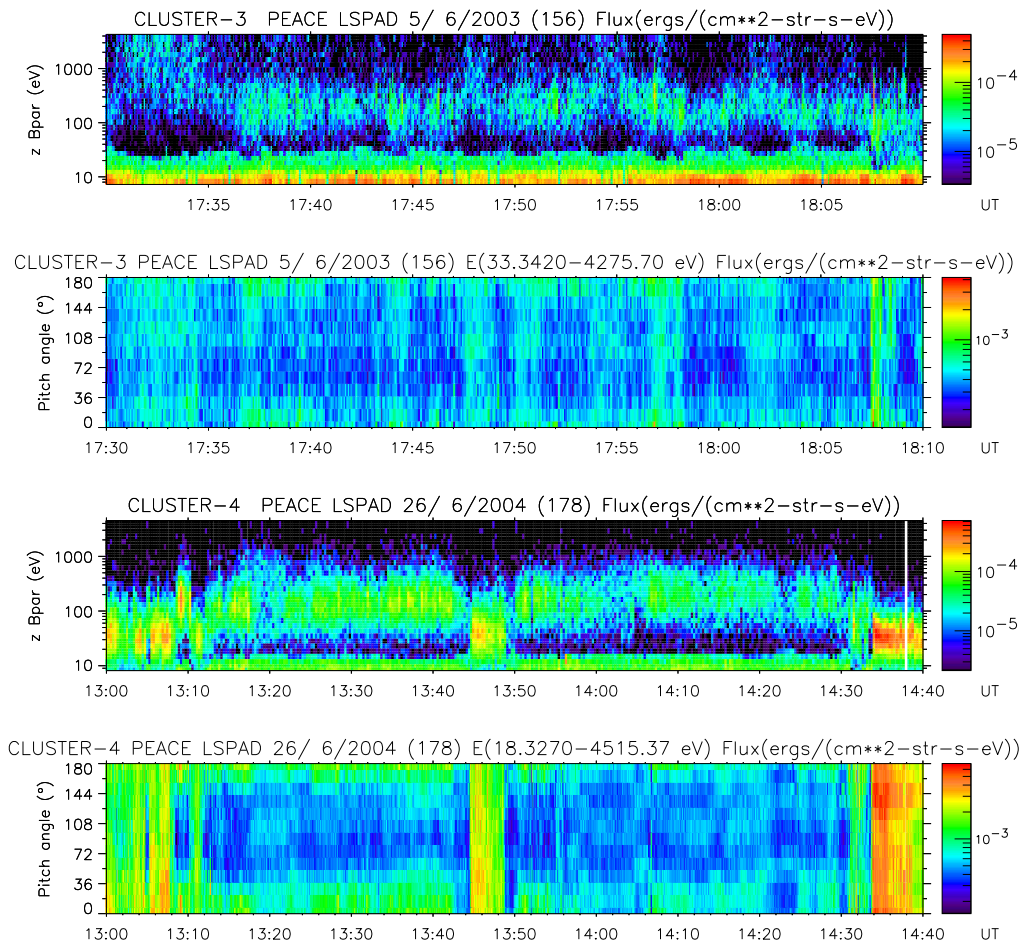 CLUSTER-3 PEACE LSPAD 5/ 6/2003 (156) Flux(ergs/(cm**2-str-s-eV))
z Bpar (eV)
1000
100
10
17:35 17:40 17:45 17:50 17:55 18:00 18:05 UT
10⁻⁴
10⁻⁵
CLUSTER-3 PEACE LSPAD 5/ 6/2003 (156) E(33.3420-4275.70 eV) Flux(ergs/(cm**2-str-s-eV))
Pitch angle (°)
180
144
108
72
36
0
17:30 17:35 17:40 17:45 17:50 17:55 18:00 18:05 18:10 UT
10⁻³
CLUSTER-4 PEACE LSPAD 26/ 6/2004 (178) Flux(ergs/(cm**2-str-s-eV))
z Bpar (eV)
1000
100
10
13:00 13:10 13:20 13:30 13:40 13:50 14:00 14:10 14:20 14:30 14:40 UT
10⁻⁴
10⁻⁵
CLUSTER-4 PEACE LSPAD 26/ 6/2004 (178) E(18.3270-4515.37 eV) Flux(ergs/(cm**2-str-s-eV))
Pitch angle (°)
180
144
108
72
36
0
13:00 13:10 13:20 13:30 13:40 13:50 14:00 14:10 14:20 14:30 14:40 UT
10⁻³